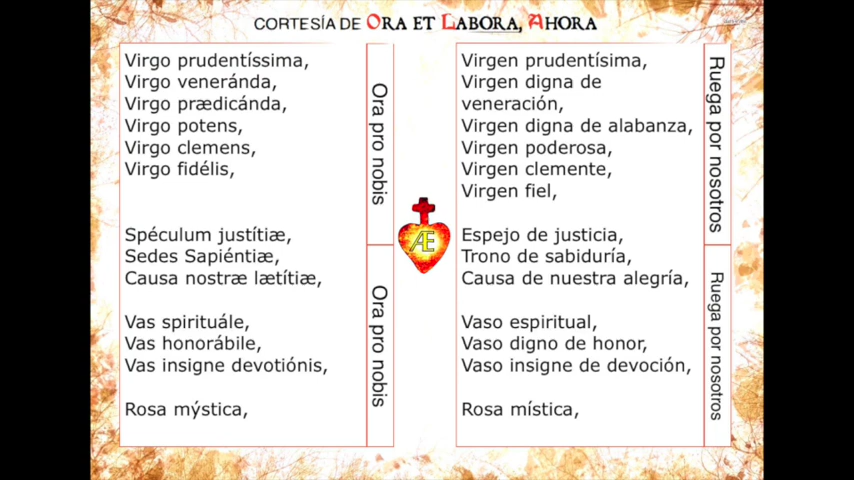 CORTESÍA DE ORA ET LABORA, AHORA
Virgo prudentíssima,
Virgo veneránda,
Virgo prædicánda,
Virgo potens,
Virgo clemens,
Virgo fidélis,
Ora pro nobis
Spéculum justítiæ,
Sedes Sapiéntiæ,
Causa nostræ lætítiæ,
Vas spirituále,
Vas honorábile,
Vas insigne devotiónis,
Rosa mýstica,
Ora pro nobis
Æ
Virgen prudentísima,
Virgen digna de
veneración,
Virgen digna de alabanza,
Virgen poderosa,
Virgen clemente,
Virgen fiel,
Ruega por nosotros
Espejo de justicia,
Trono de sabiduría,
Causa de nuestra alegría,
Vaso espiritual,
Vaso digno de honor,
Vaso insigne de devoción,
Rosa mística,
Ruega por nosotros